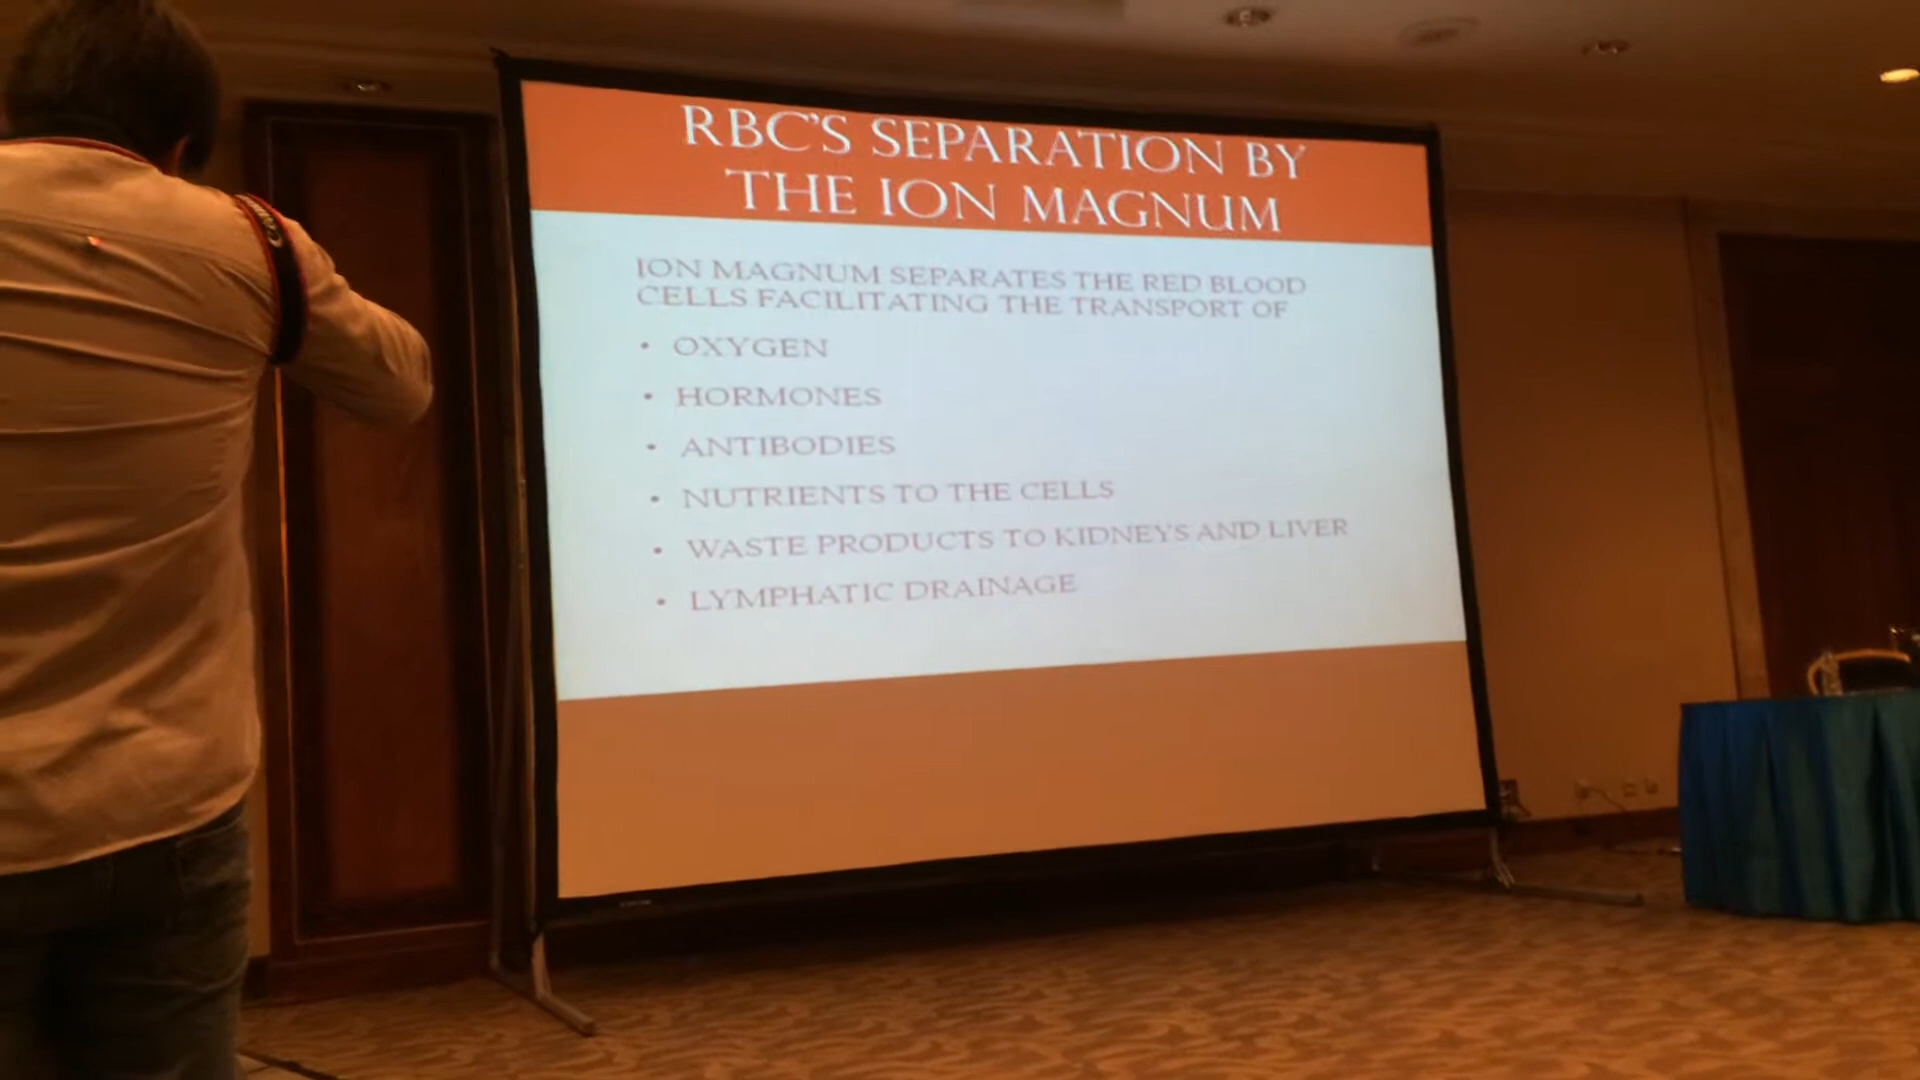 RBC'S SEPARATION BY
THE ION MAGNUM
ION MAGNUM SEPARATES THE RED BLOOD
CELLS FACILITATING THE TRANSPORT OF
• OXYGEN
• HORMONES
• ANTIBODIES
• NUTRIENTS TO THE CELLS
• WASTE PRODUCTS TO KIDNEYS AND LIVER
• LYMPHATIC DRAINAGE